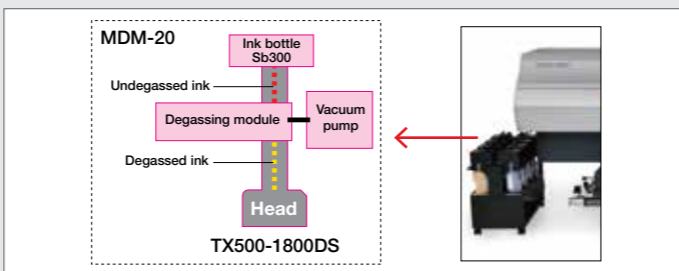 MDM-20
Ink bottle
Sb300
Undegassed ink
Degassing module
Vacuum
pump
Degassed ink
Head
TX500-1800DS